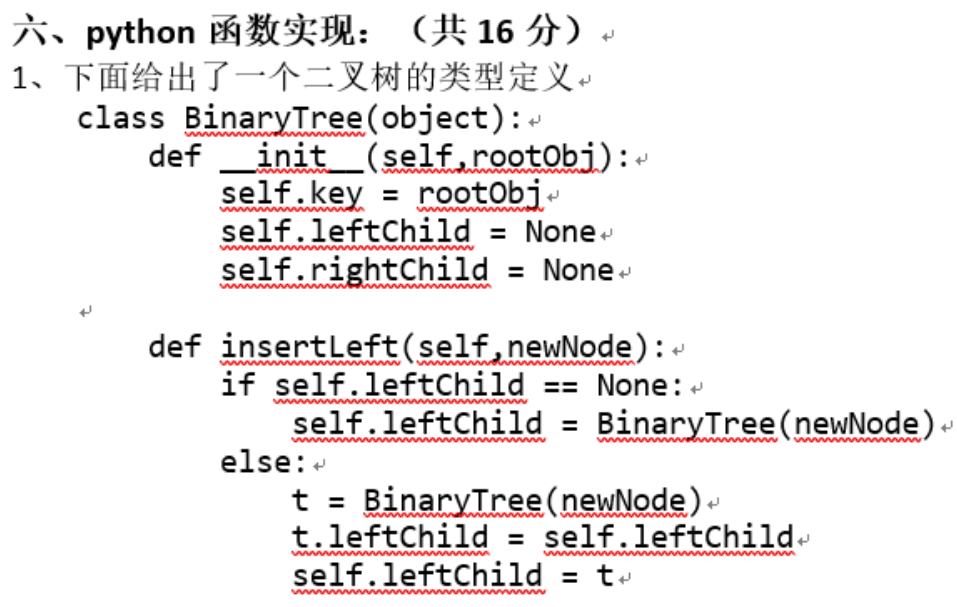 六、python 函数实现：（共 16 分）
1、下面给出了一个二叉树的类型定义
class BinaryTree(object):
def __init__(self,rootObj):
self.key = rootObj
self.leftChild = None
self.rightChild = None
def insertLeft(self,newNode):
if self.leftChild == None:
self.leftChild = BinaryTree(newNode)
else:
t = BinaryTree(newNode)
t.leftChild = self.leftChild
self.leftChild = t